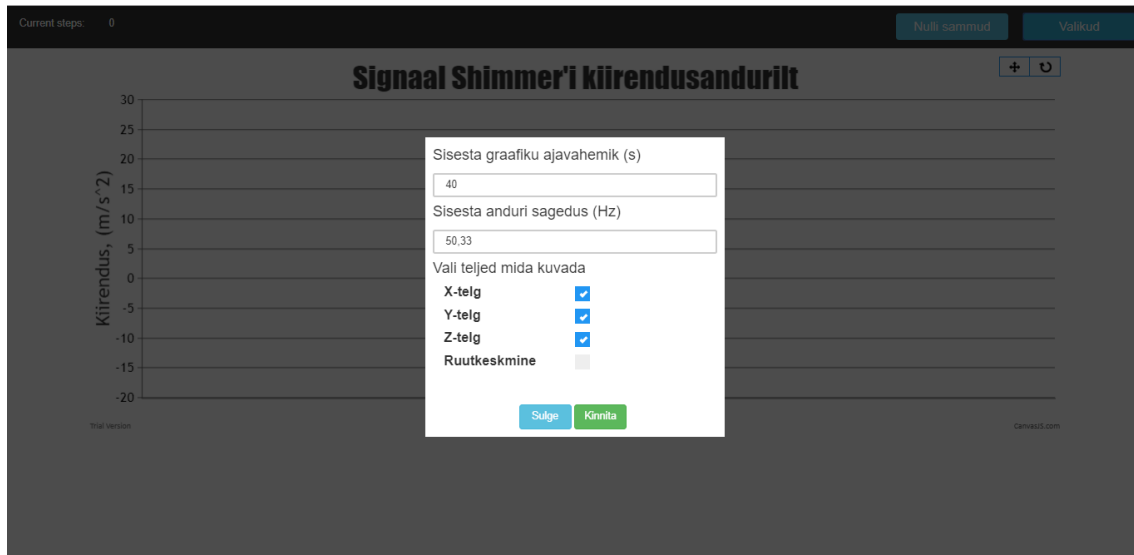 Current steps: 0
Nulli sammud
Valikud
Signaal Shimmer'i kiirendusandurilt
Kiirendus, (m/s^2)
30
25
20
15
10
5
0
-5
-10
-15
-20
Sisesta graafiku ajavahemik (s)
40
Sisesta anduri sagedus (Hz)
50,33
Vali teljed mida kuvada
X-telg
Y-telg
Z-telg
Ruutkeskmine
Sulge
Kinnita
Trial Version
CanvasJS.com